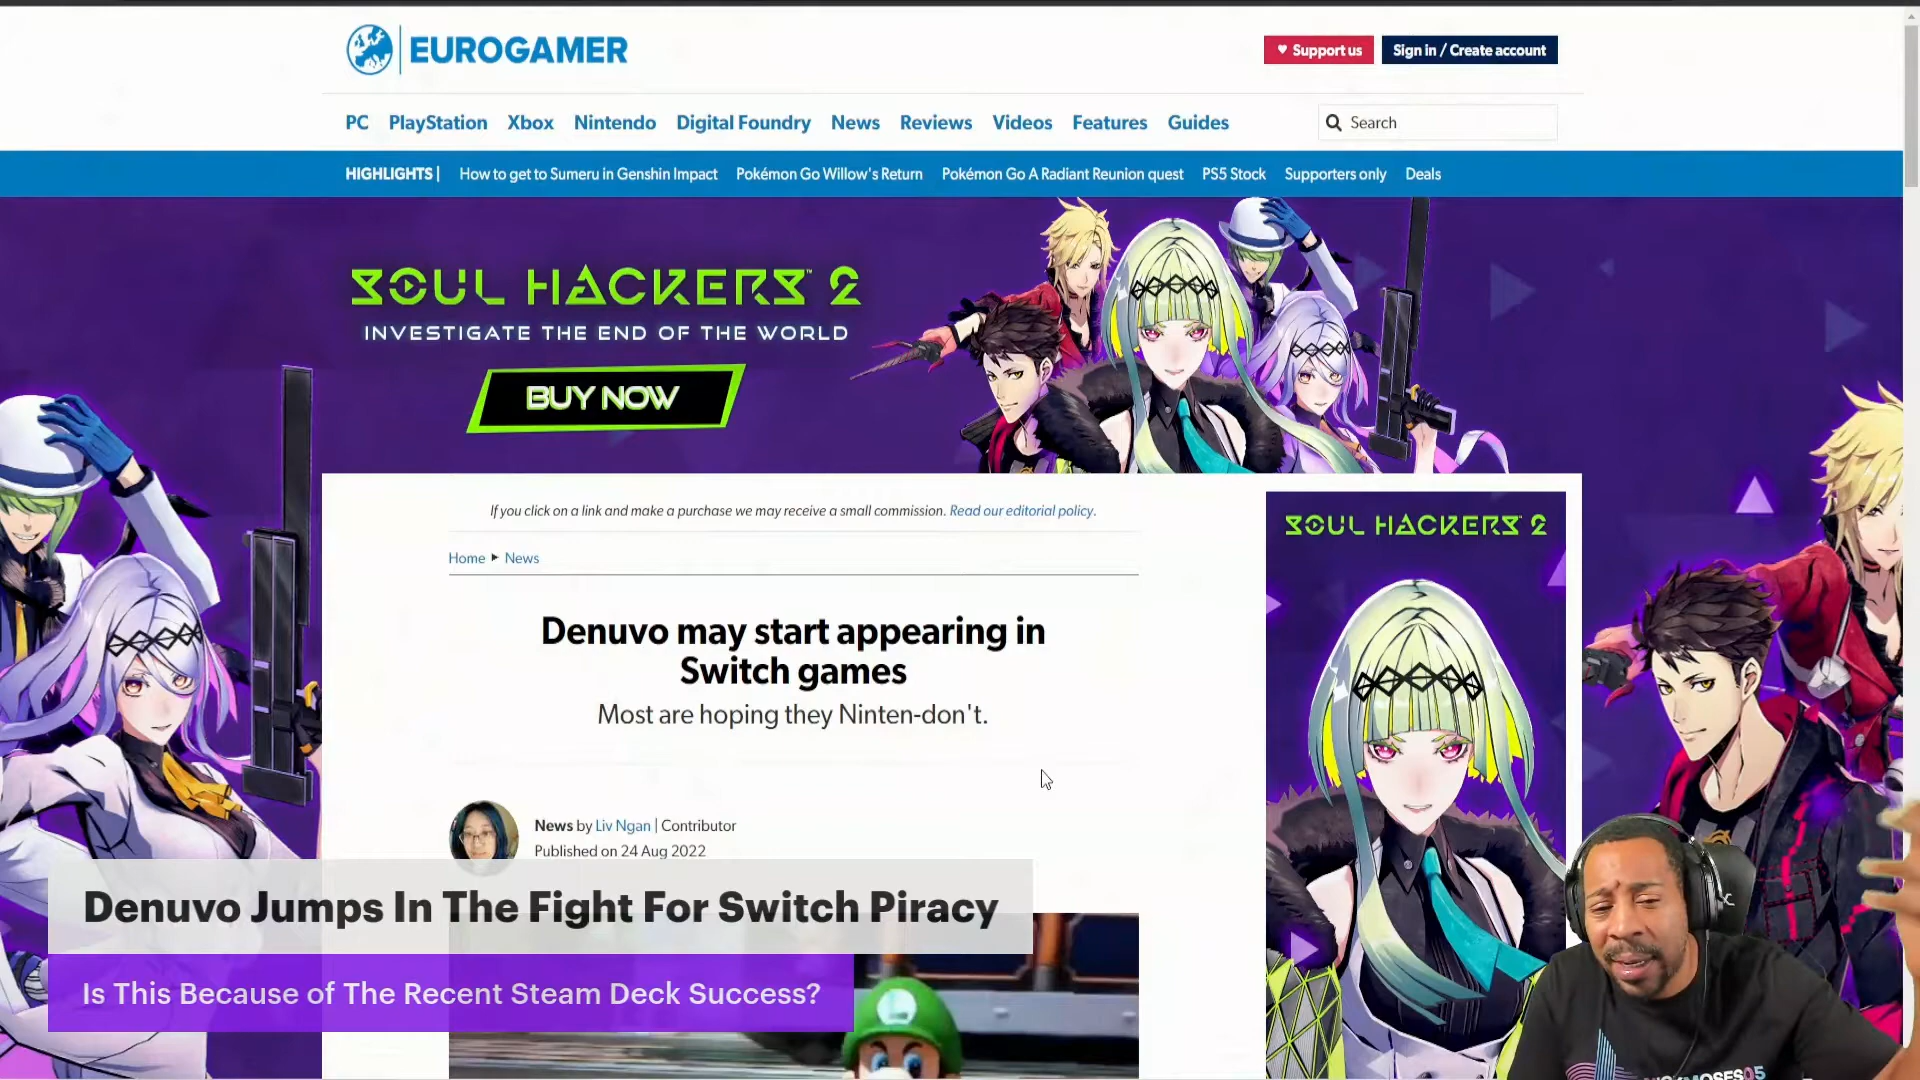 EUROGAMER
Support us
Sign in / Create account
PC PlayStation Xbox Nintendo Digital Foundry News Reviews Videos Features Guides
Search
HIGHLIGHTS | How to get to Sumeru in Genshin Impact Pokémon Go Willow's Return Pokémon Go A Radiant Reunion quest PS5 Stock Supporters only Deals
SOUL HACKERS™ 2
INVESTIGATE THE END OF THE WORLD
BUY NOW
If you click on a link and make a purchase we may receive a small commission. Read our editorial policy.
SOUL HACKERS™ 2
Home ▸ News
Denuvo may start appearing in
Switch games
Most are hoping they Ninten-don't.
News by Liv Ngan | Contributor
Published on 24 Aug 2022
Denuvo Jumps In The Fight For Switch Piracy
Is This Because of The Recent Steam Deck Success?
L